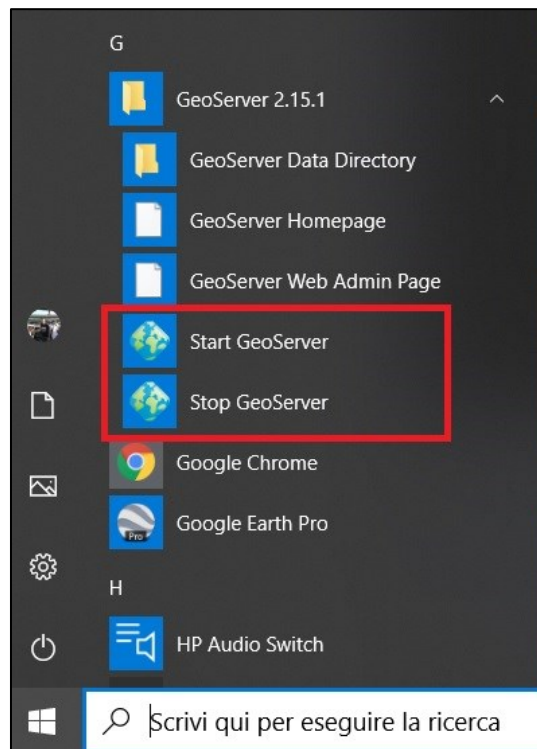 G
GeoServer 2.15.1
GeoServer Data Directory
GeoServer Homepage
GeoServer Web Admin Page
Start GeoServer
Stop GeoServer
Google Chrome
Pro
Google Earth Pro
H
HP Audio Switch
Scrivi qui per eseguire la ricerca